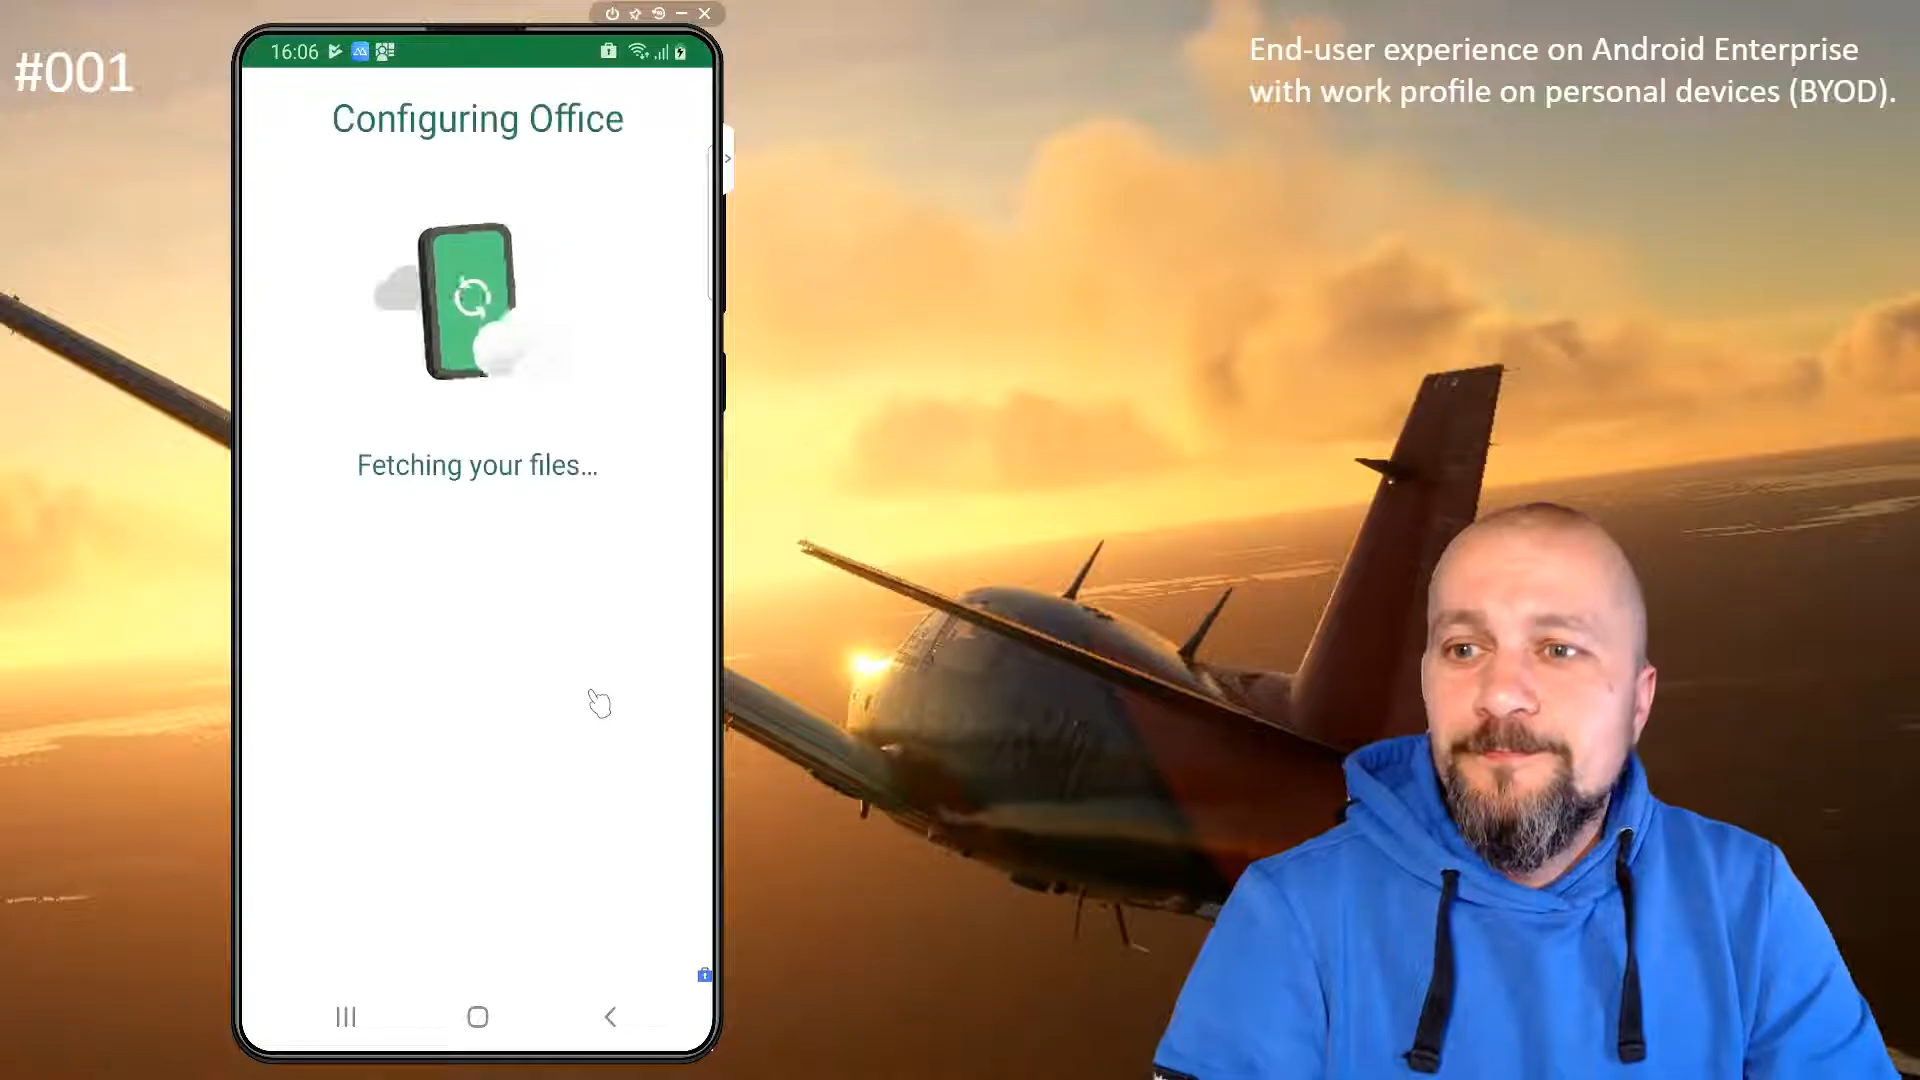 #001
16:06
Configuring Office
Fetching your files...
End-user experience on Android Enterprise
with work profile on personal devices (BYOD).